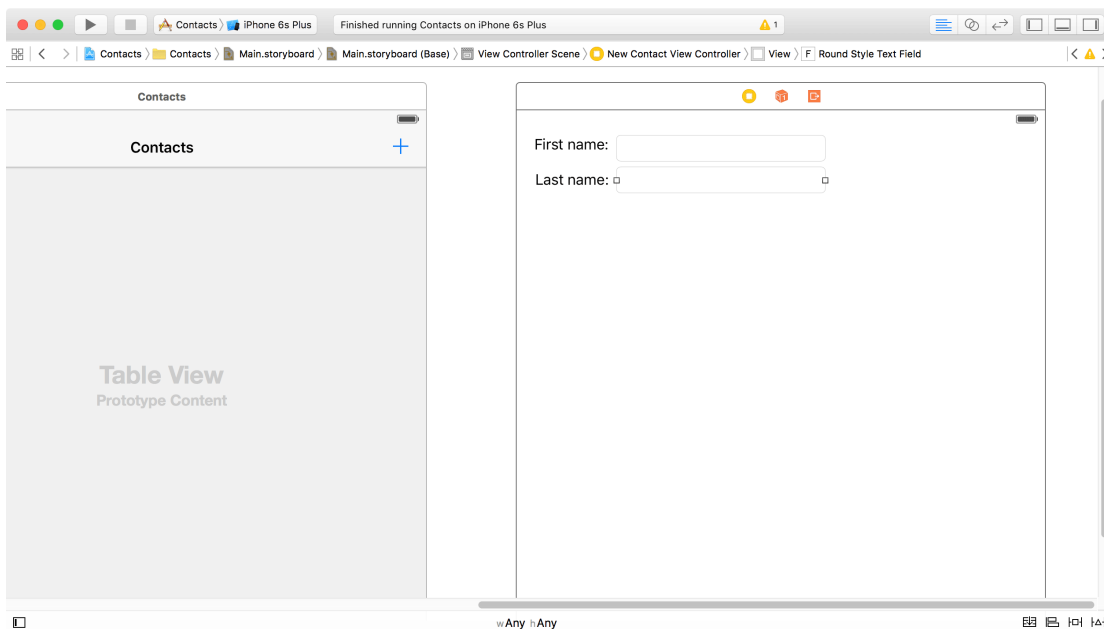 Contacts iPhone 6s Plus Finished running Contacts on iPhone 6s Plus 1
Contacts Contacts Main.storyboard Main.storyboard (Base) View Controller Scene New Contact View Controller View F Round Style Text Field
Contacts
Contacts
First name:
Last name:
Table View
Prototype Content
wAny hAny